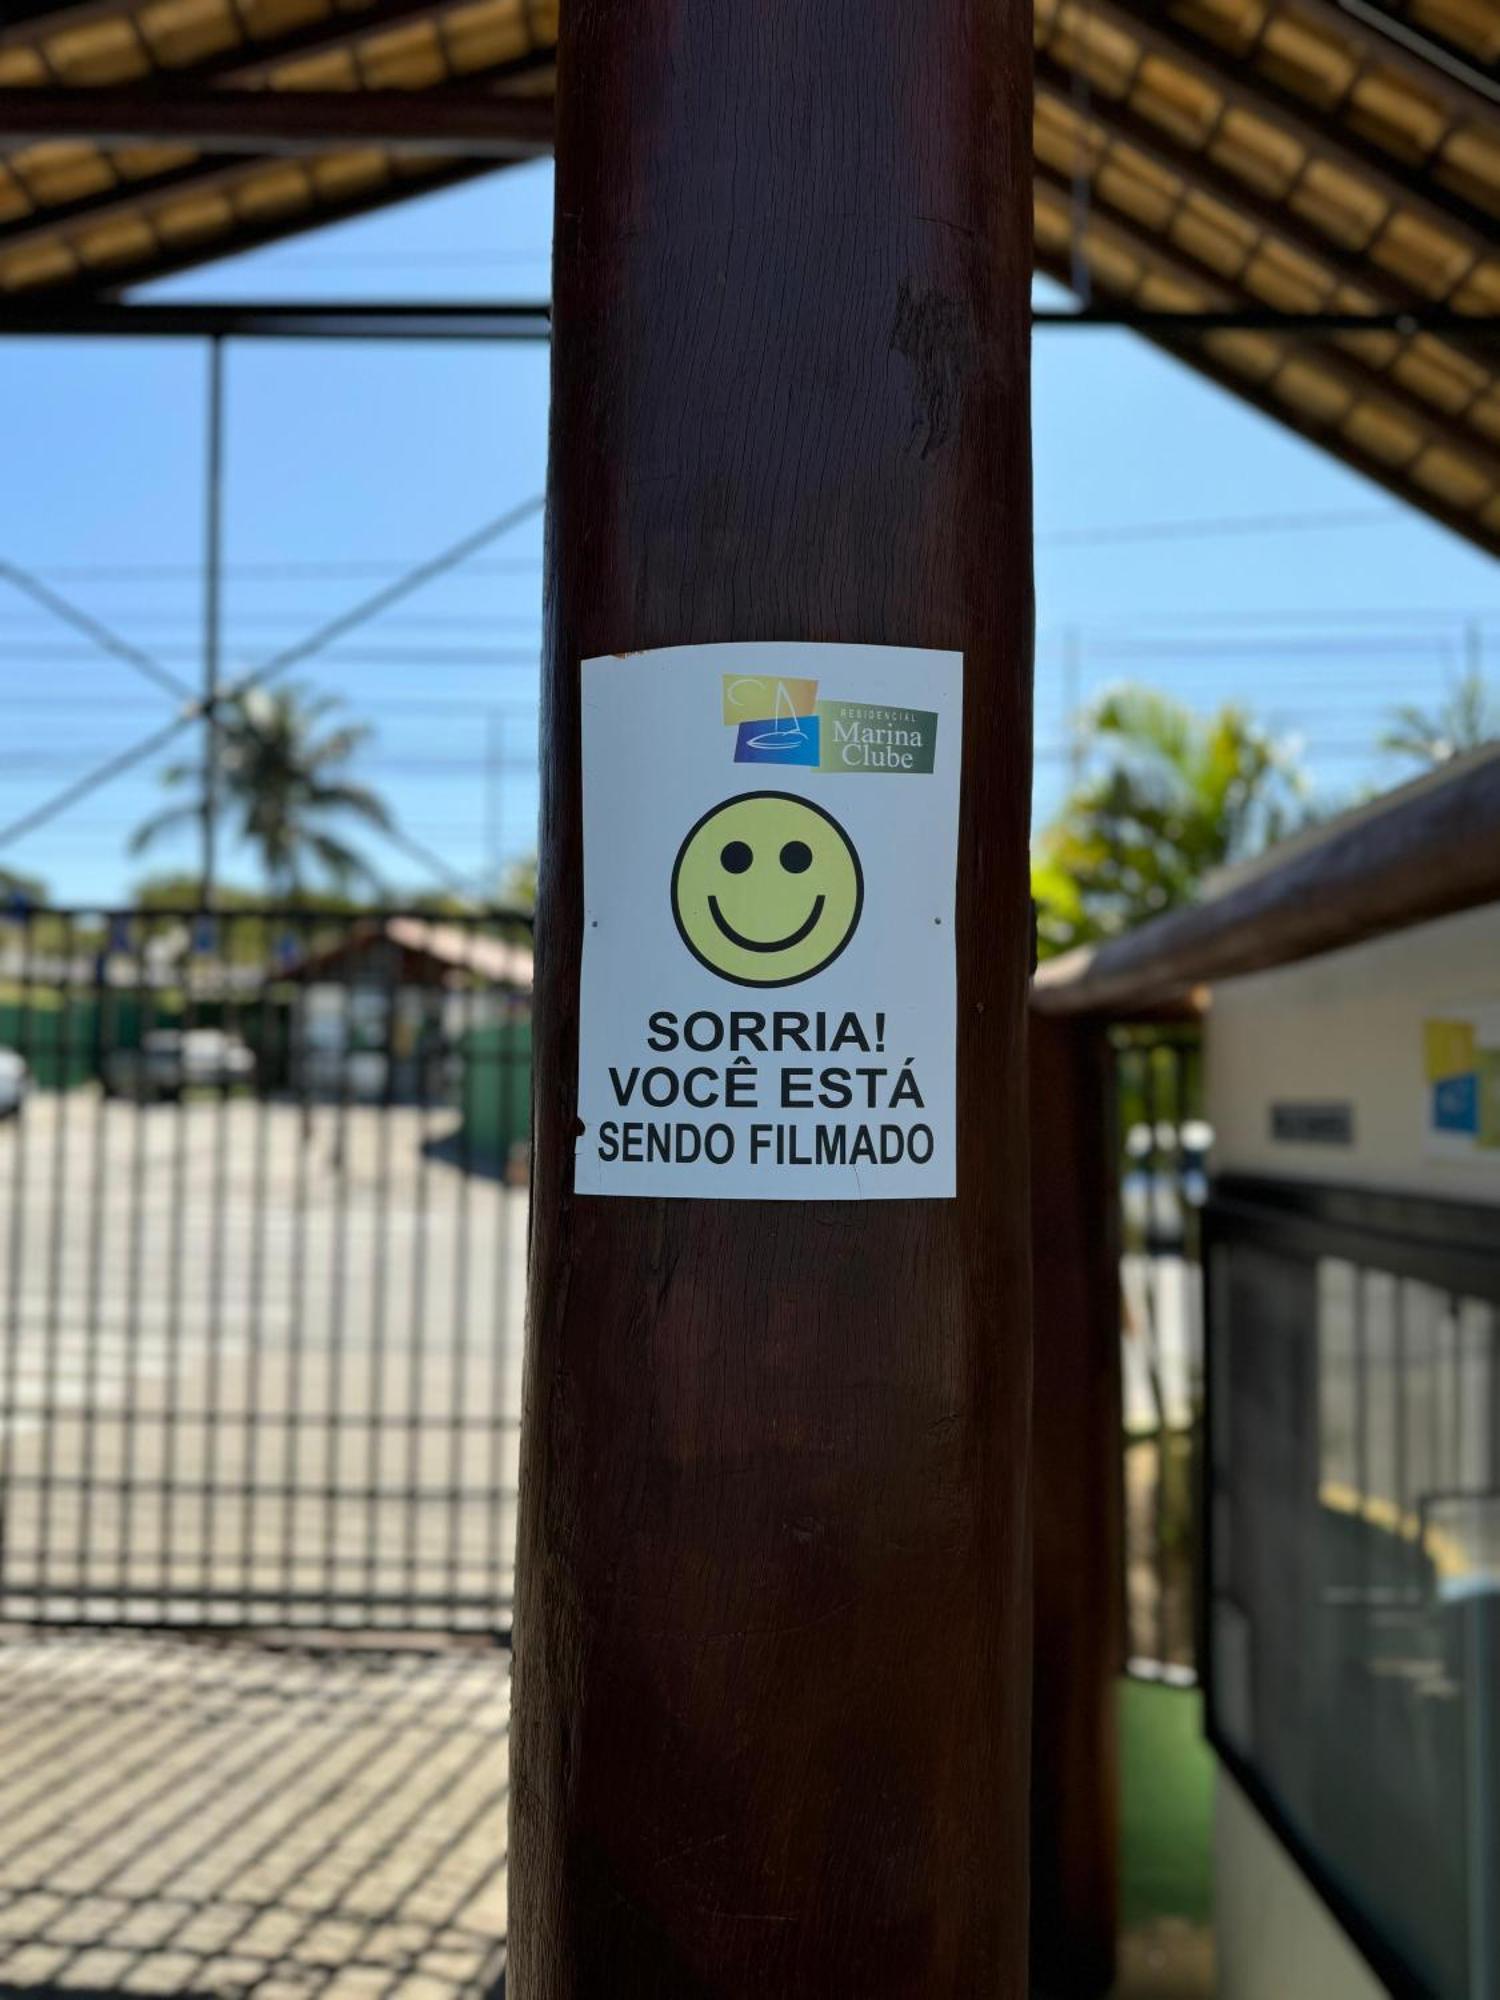 RESIDENCIAL
Marina
Clube
SORRIA!
VOCÊ ESTÁ
SENDO FILMADO